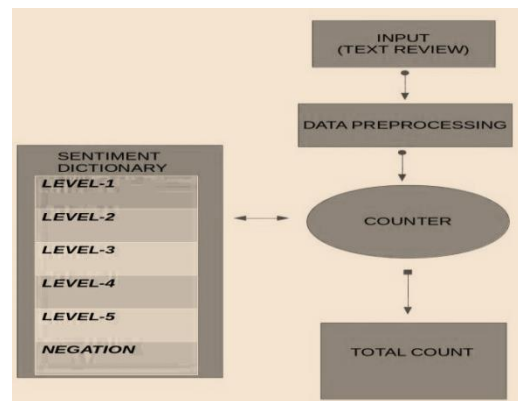 INPUT
(TEXT REVIEW)
DATA PREPROCESSING
SENTIMENT
DICTIONARY
LEVEL-1
LEVEL-2
LEVEL-3
LEVEL-4
LEVEL-5
NEGATION
COUNTER
TOTAL COUNT